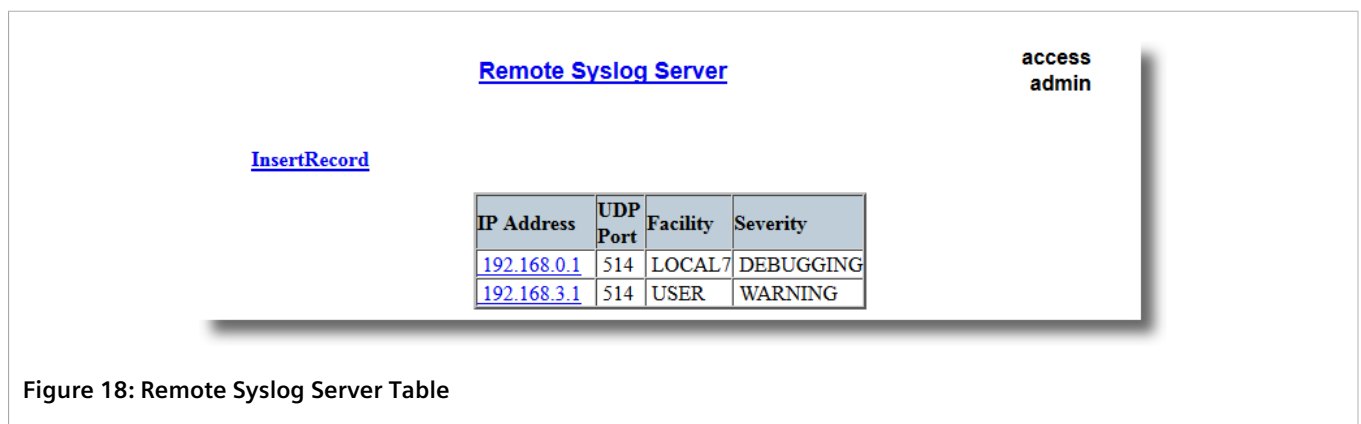 Remote Syslog Server
access
admin
InsertRecord
IP Address UDP Port Facility Severity
192.168.0.1 514 LOCAL7 DEBUGGING
192.168.3.1 514 USER WARNING
Figure 18: Remote Syslog Server Table